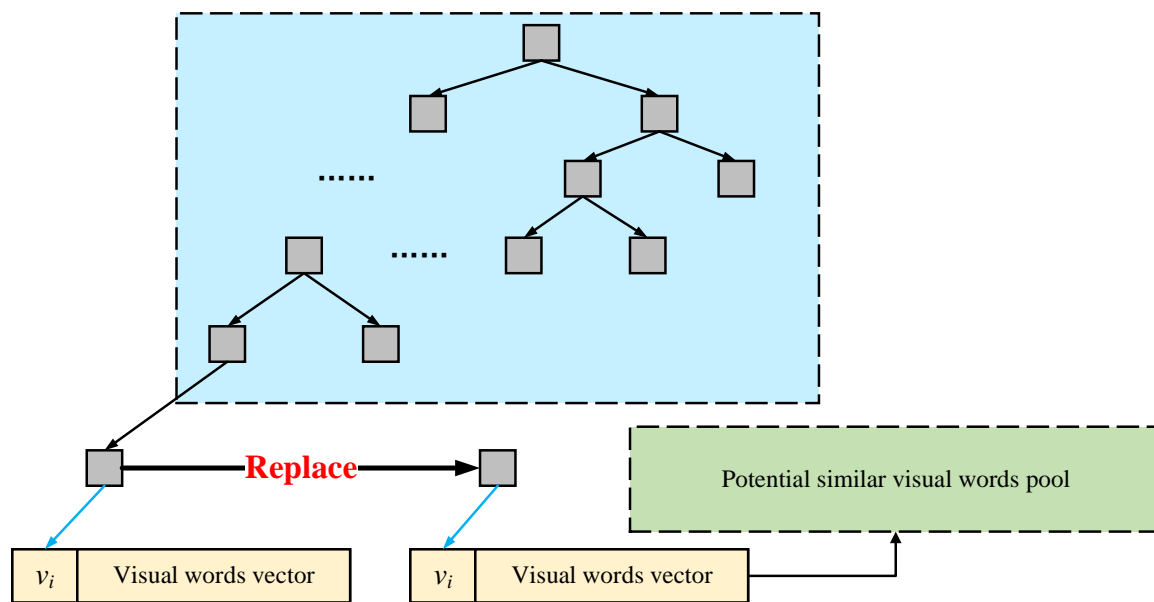 ......
......
Replace
Potential similar visual words pool
vi Visual words vector
vi Visual words vector